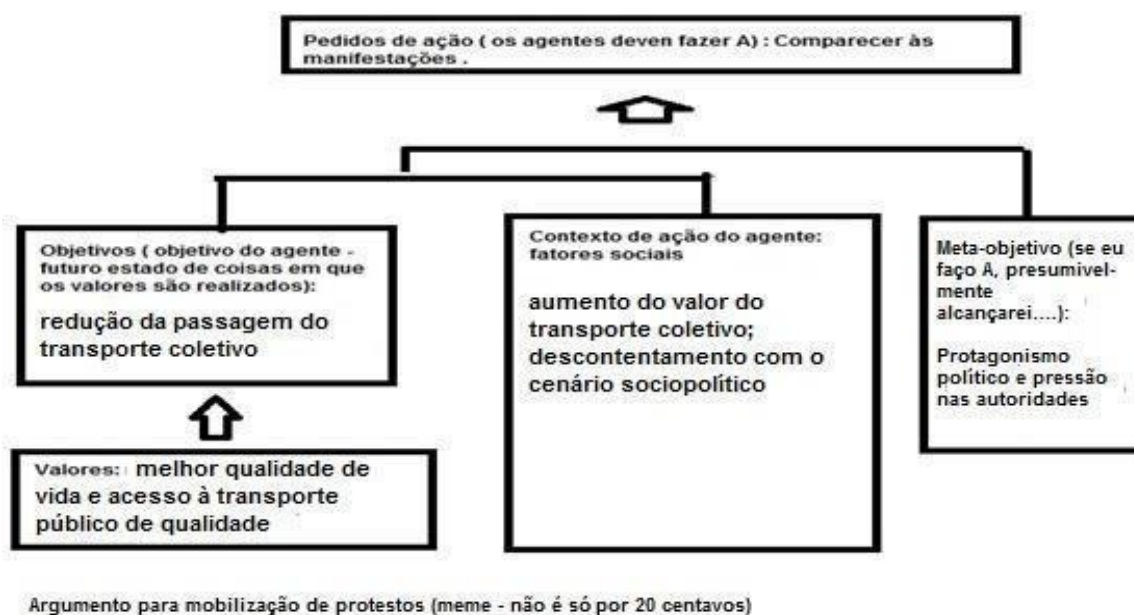 Pedidos de ação ( os agentes deven fazer A) : Comparecer às
manifestações .
Objetivos ( objetivo do agente -
futuro estado de coisas em que
os valores são realizados):
redução da passagem do
transporte coletivo
Contexto de ação do agente:
fatores sociais
aumento do valor do
transporte coletivo;
descontentamento com o
cenário sociopolítico
Meta-objetivo (se eu
faço A, presumivel-
mente
alcançarei....):
Protagonismo
político e pressão
nas autoridades
Valores: melhor qualidade de
vida e acesso à transporte
público de qualidade
Argumento para mobilização de protestos (meme - não é só por 20 centavos)